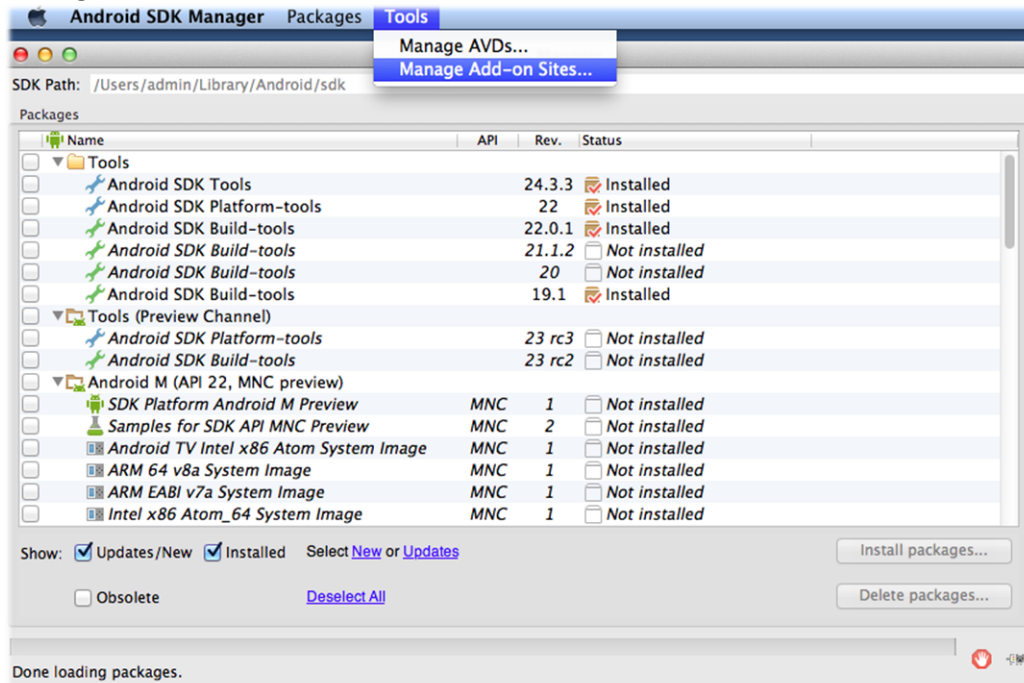 Android SDK Manager Packages Tools
Manage AVDs...
Manage Add-on Sites...
SDK Path: /Users/admin/Library/Android/sdk
Packages
Name API Rev. Status
Tools
Android SDK Tools 24.3.3 Installed
Android SDK Platform-tools 22 Installed
Android SDK Build-tools 22.0.1 Installed
Android SDK Build-tools 21.1.2 Not installed
Android SDK Build-tools 20 Not installed
Android SDK Build-tools 19.1 Installed
Tools (Preview Channel)
Android SDK Platform-tools 23 rc3 Not installed
Android SDK Build-tools 23 rc2 Not installed
Android M (API 22, MNC preview)
SDK Platform Android M Preview MNC 1 Not installed
Samples for SDK API MNC Preview MNC 2 Not installed
Android TV Intel x86 Atom System Image MNC 1 Not installed
ARM 64 v8a System Image MNC 1 Not installed
ARM EABI v7a System Image MNC 1 Not installed
Intel x86 Atom_64 System Image MNC 1 Not installed
Show: Updates/New Installed Select New or Updates Install packages...
Obsolete Deselect All Delete packages...
Done loading packages.